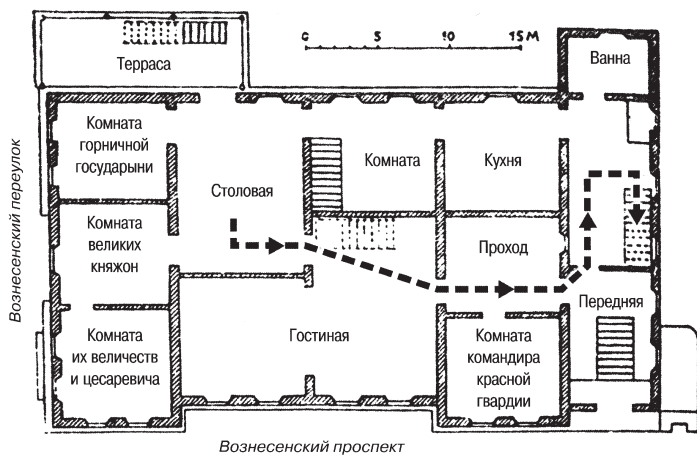 0 5 10 15 М
Терраса
Ванна
Комната
горничной
государыни
Столовая
Комната
Кухня
Комната
великих
княжон
Проход
Передняя
Комната
их величеств
и цесаревича
Гостиная
Комната
командира
красной
гвардии
Вознесенский переулок
Вознесенский проспект